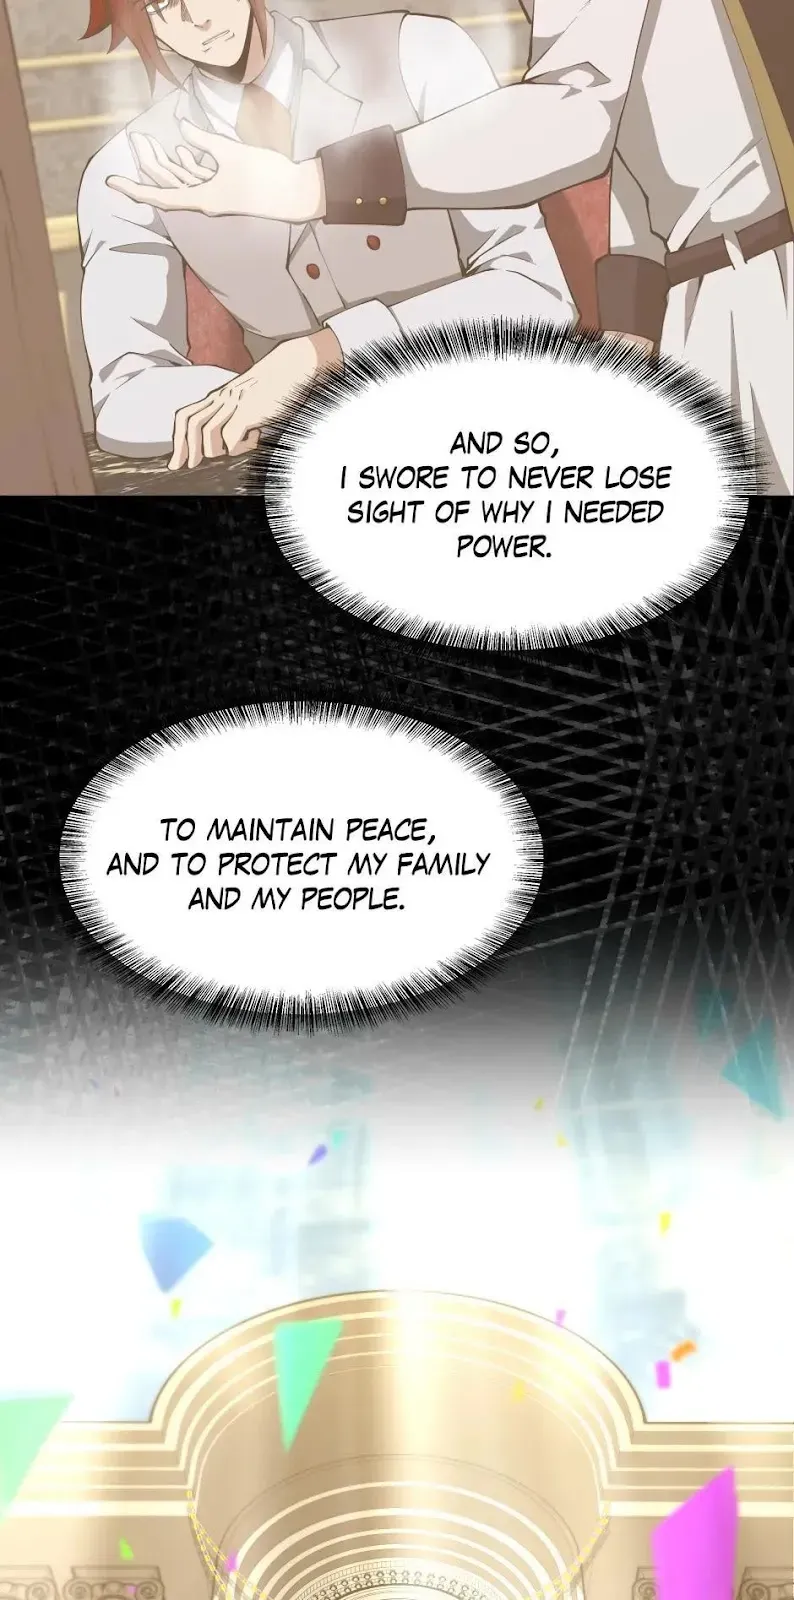 AND SO,
I SWORE TO NEVER LOSE
SIGHT OF WHY I NEEDED
POWER.
TO MAINTAIN PEACE,
AND TO PROTECT MY FAMILY
AND MY PEOPLE.